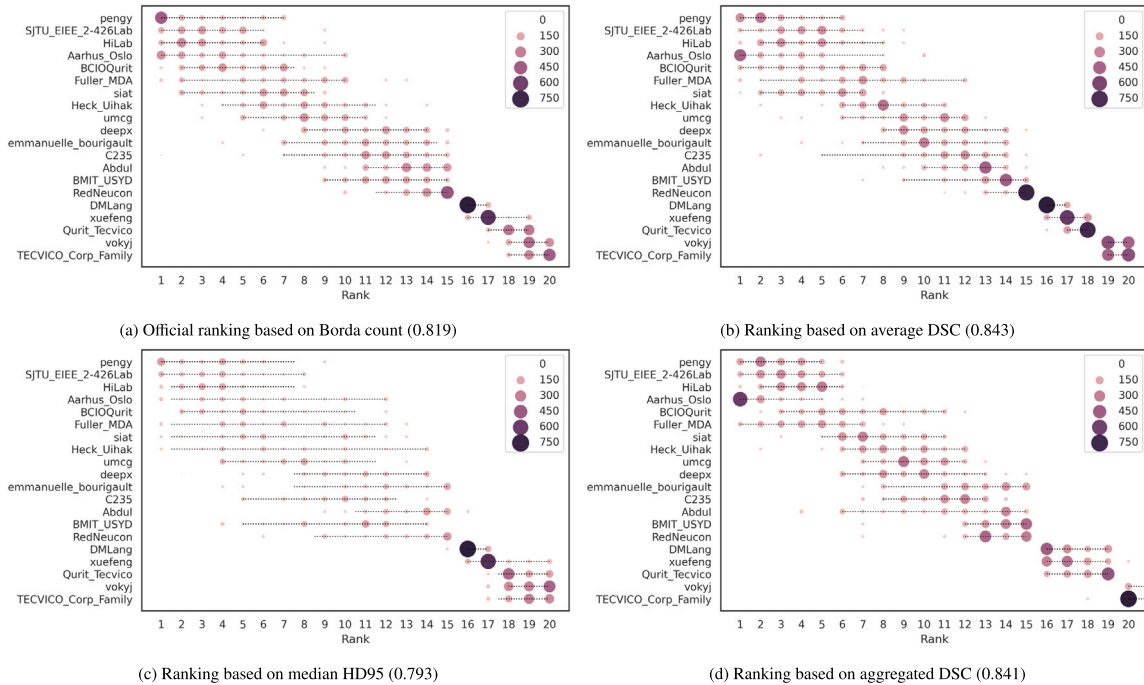 pengy
SJTU_EIEE_2-426Lab
HiLab
Aarhus_Oslo
BCIOQurit
Fuller_MDA
siat
Heck_Uihak
umcg
deepx
emmanuelle_bourigault
C235
Abdul
BMIT_USYD
RedNeucon
DMLang
xuefeng
Qurit_Tecvico
vokyj
TECVICO_Corp_Family
0
150
300
450
600
750
1 2 3 4 5 6 7 8 9 10 11 12 13 14 15 16 17 18 19 20
Rank
(a) Official ranking based on Borda count (0.819)
pengy
SJTU_EIEE_2-426Lab
HiLab
Aarhus_Oslo
BCIOQurit
Fuller_MDA
siat
Heck_Uihak
umcg
deepx
emmanuelle_bourigault
C235
Abdul
BMIT_USYD
RedNeucon
DMLang
xuefeng
Qurit_Tecvico
vokyj
TECVICO_Corp_Family
0
150
300
450
600
750
1 2 3 4 5 6 7 8 9 10 11 12 13 14 15 16 17 18 19 20
Rank
(b) Ranking based on average DSC (0.843)
pengy
SJTU_EIEE_2-426Lab
HiLab
Aarhus_Oslo
BCIOQurit
Fuller_MDA
siat
Heck_Uihak
umcg
deepx
emmanuelle_bourigault
C235
Abdul
BMIT_USYD
RedNeucon
DMLang
xuefeng
Qurit_Tecvico
vokyj
TECVICO_Corp_Family
0
150
300
450
600
750
1 2 3 4 5 6 7 8 9 10 11 12 13 14 15 16 17 18 19 20
Rank
(c) Ranking based on median HD95 (0.793)
pengy
SJTU_EIEE_2-426Lab
HiLab
Aarhus_Oslo
BCIOQurit
Fuller_MDA
siat
Heck_Uihak
umcg
deepx
emmanuelle_bourigault
C235
Abdul
BMIT_USYD
RedNeucon
DMLang
xuefeng
Qurit_Tecvico
vokyj
TECVICO_Corp_Family
0
150
300
450
600
750
1 2 3 4 5 6 7 8 9 10 11 12 13 14 15 16 17 18 19 20
Rank
(d) Ranking based on aggregated DSC (0.841)